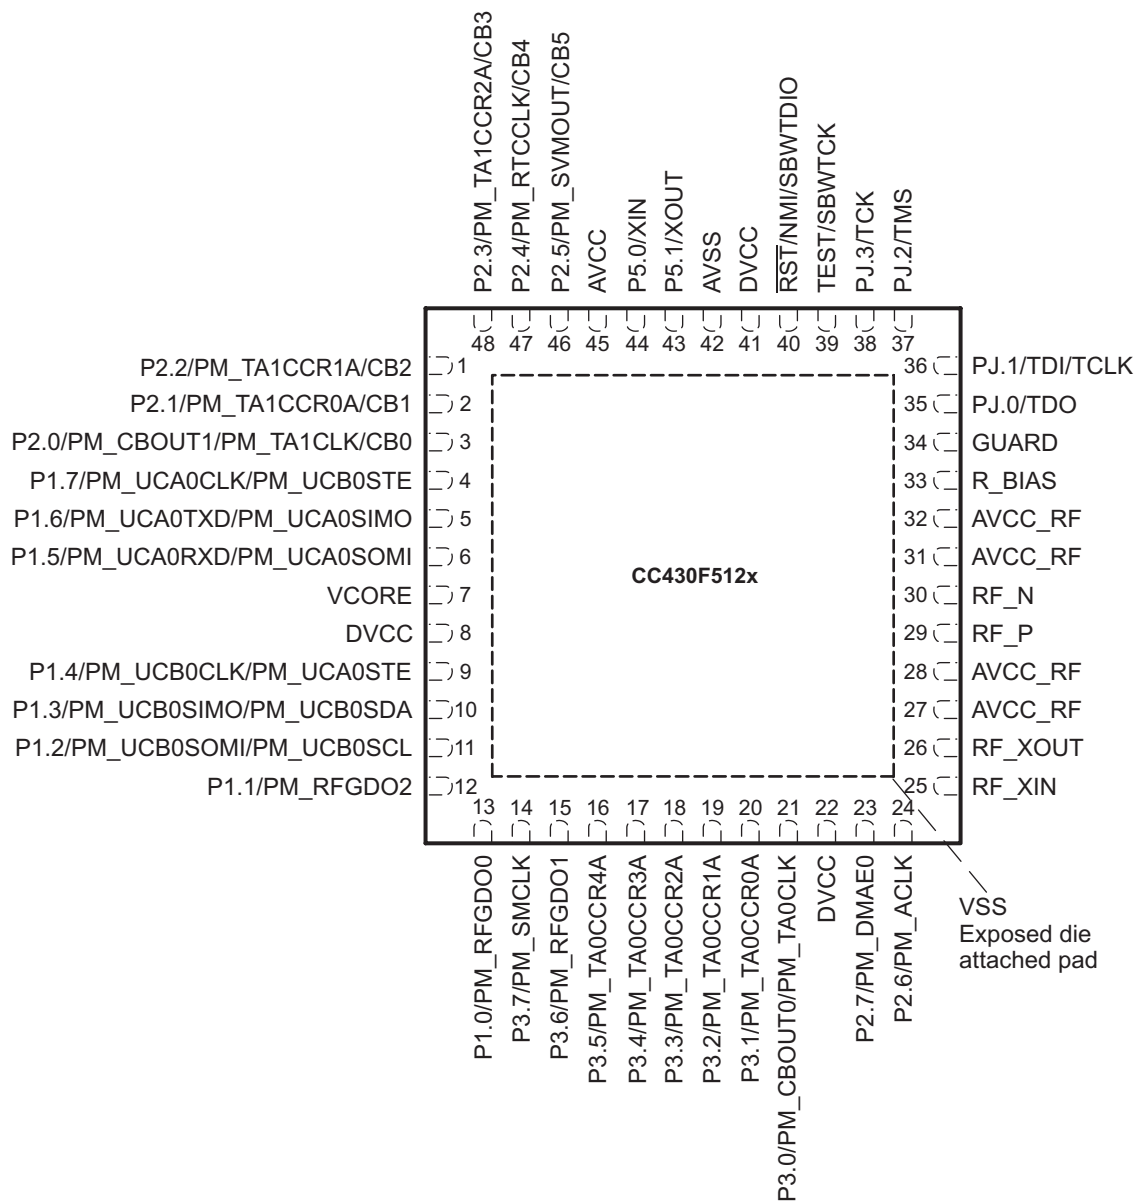 P2.3/PM_TA1CCR2A/CB3
P2.4/PM_RTCCLK/CB4
P2.5/PM_SVMOUT/CB5
AVCC
P5.0/XIN
P5.1/XOUT
AVSS
DVCC
RST/NMI/SBWTDIO
TEST/SBWTCK
PJ.3/TCK
PJ.2/TMS
48 47 46 45 44 43 42 41 40 39 38 37
P2.2/PM_TA1CCR1A/CB2 1
P2.1/PM_TA1CCR0A/CB1 2
P2.0/PM_CBOUT1/PM_TA1CLK/CB0 3
P1.7/PM_UCA0CLK/PM_UCB0STE 4
P1.6/PM_UCA0TXD/PM_UCA0SIMO 5
P1.5/PM_UCA0RXD/PM_UCA0SOMI 6
VCORE 7
DVCC 8
P1.4/PM_UCB0CLK/PM_UCA0STE 9
P1.3/PM_UCB0SIMO/PM_UCB0SDA 10
P1.2/PM_UCB0SOMI/PM_UCB0SCL 11
P1.1/PM_RFGDO2 12
CC430F512x
36 PJ.1/TDI/TCLK
35 PJ.0/TDO
34 GUARD
33 R_BIAS
32 AVCC_RF
31 AVCC_RF
30 RF_N
29 RF_P
28 AVCC_RF
27 AVCC_RF
26 RF_XOUT
25 RF_XIN
13 14 15 16 17 18 19 20 21 22 23 24
P1.0/PM_RFGDO0
P3.7/PM_SMCLK
P3.6/PM_RFGDO1
P3.5/PM_TA0CCR4A
P3.4/PM_TA0CCR3A
P3.3/PM_TA0CCR2A
P3.2/PM_TA0CCR1A
P3.1/PM_TA0CCR0A
P3.0/PM_CBOUT0/PM_TA0CLK
DVCC
P2.7/PM_DMAE0
P2.6/PM_ACLK
VSS
Exposed die
attached pad